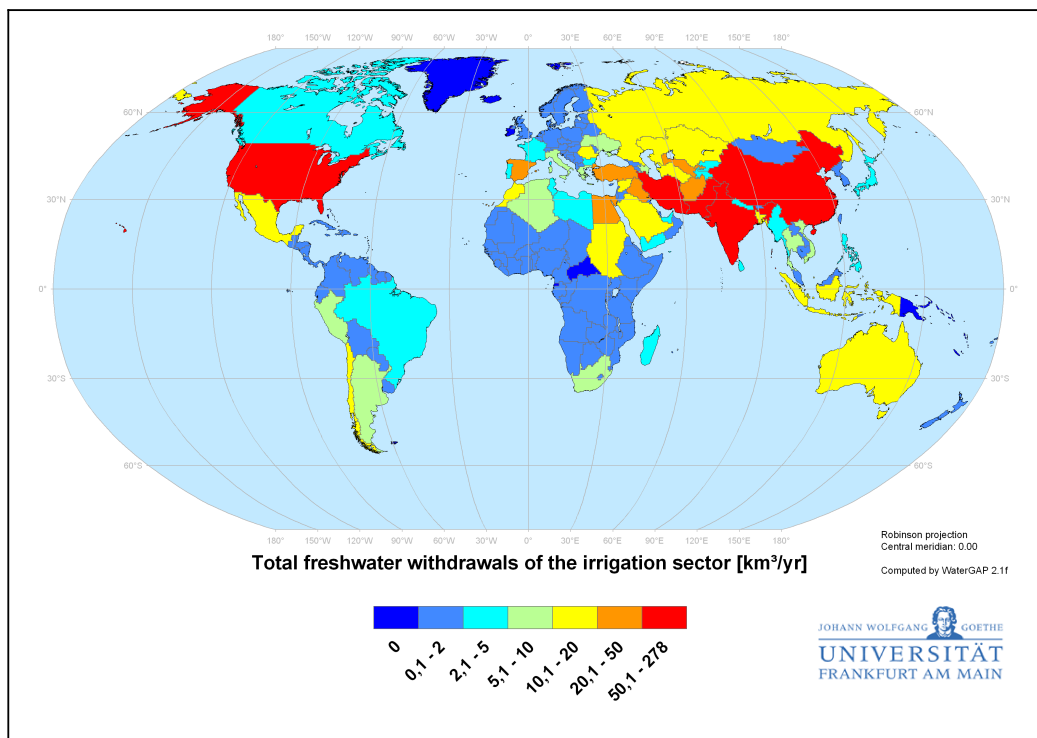 180° 150°W 120°W 90°W 60°W 30°W 0° 30°E 60°E 90°E 120°E 150°E 180°
60°N 60°N
30°N 30°N
0° 0°
30°S 30°S
60°S 60°S
180° 150°W 120°W 90°W 60°W 30°W 0° 30°E 60°E 90°E 120°E 150°E 180°
Robinson projection
Central meridian: 0.00
Computed by WaterGAP 2.1f
Total freshwater withdrawals of the irrigation sector [km³/yr]
0
0,1 - 2
2,1 - 5
5,1 - 10
10,1 - 20
20,1 - 50
50,1 - 278
JOHANN WOLFGANG GOETHE
UNIVERSITÄT
FRANKFURT AM MAIN